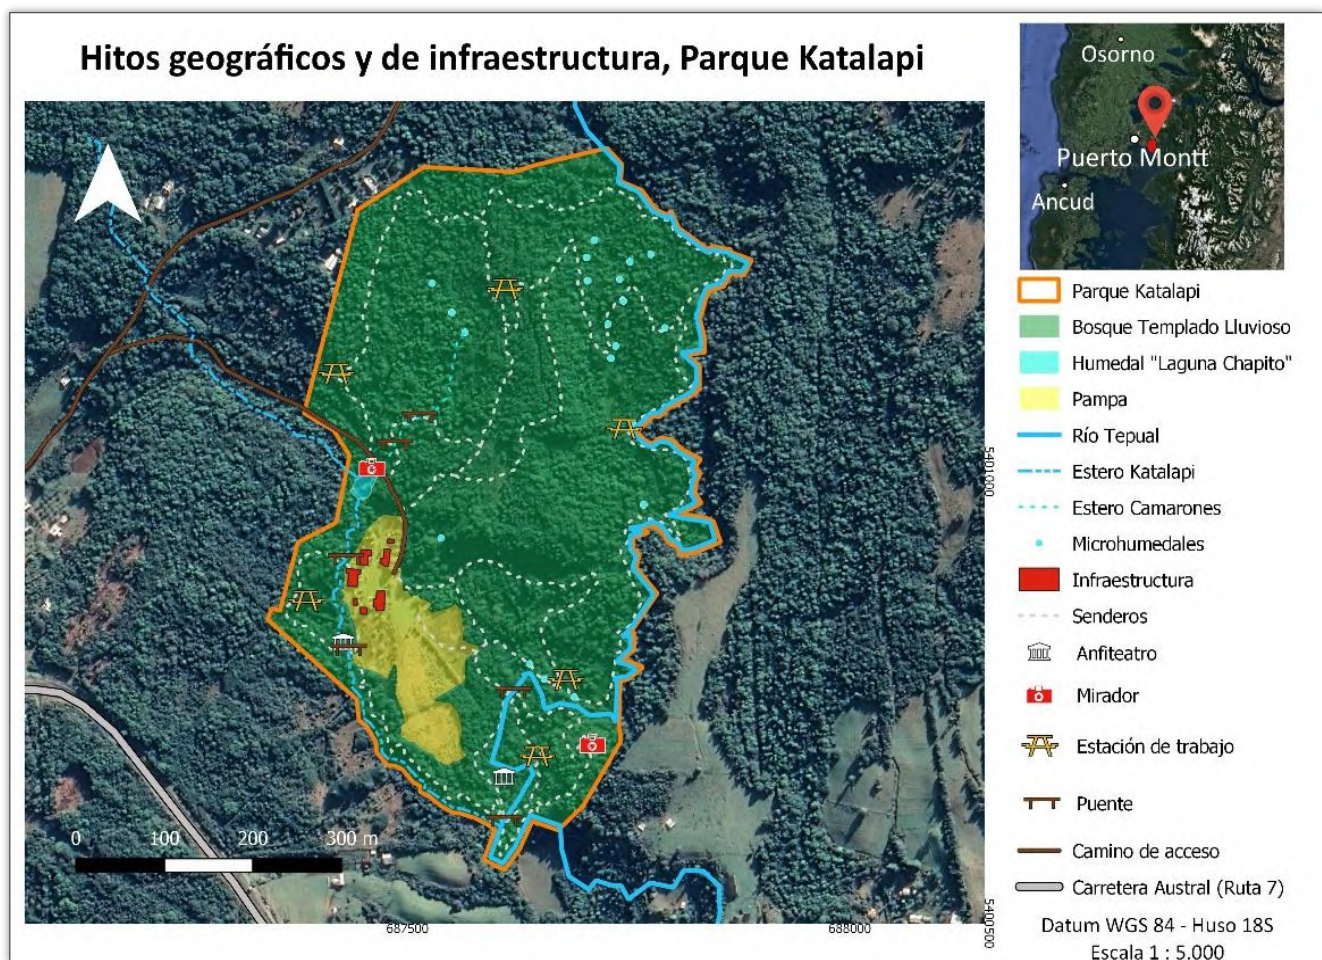 Hitos geográficos y de infraestructura, Parque Katalapi
Osorno
Puerto Montt
Ancud
Parque Katalapi
Bosque Templado Lluvioso
Humedal "Laguna Chapito"
Pampa
Río Tepual
Estero Katalapi
Estero Camarones
Microhumedales
Infraestructura
Senderos
Anfiteatro
Mirador
Estación de trabajo
Puente
Camino de acceso
Carretera Austral (Ruta 7)
Datum WGS 84 - Huso 18S
Escala 1 : 5.000
0 100 200 300 m
687500
688000
5401000
5400500